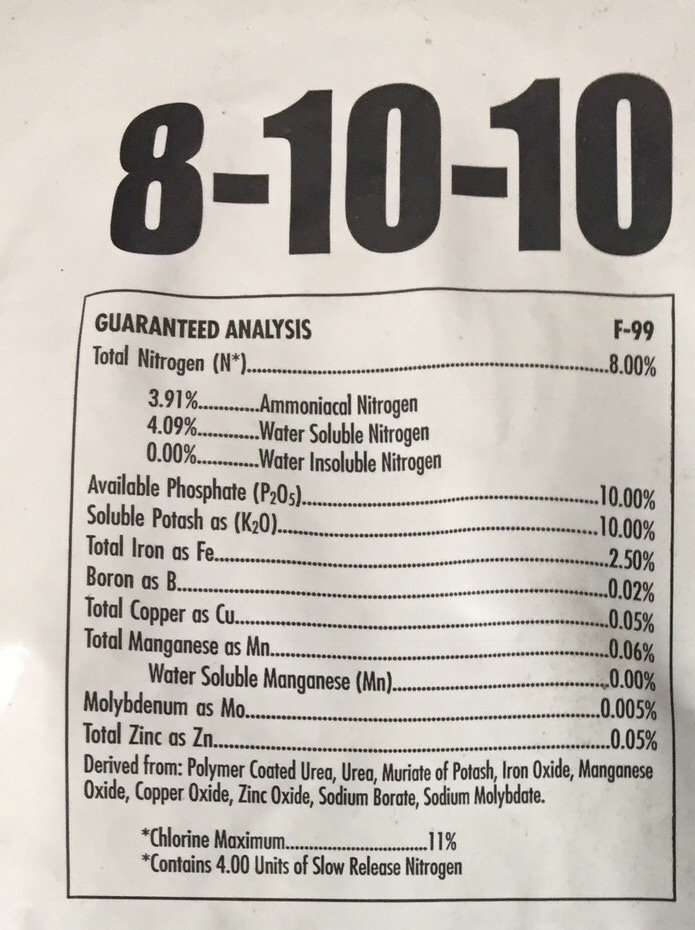 8-10-10
GUARANTEED ANALYSIS F-99
Total Nitrogen (N*)....................8.00%
3.91%............Ammoniacal Nitrogen
4.09%............Water Soluble Nitrogen
0.00%............Water Insoluble Nitrogen
Available Phosphate (P₂O₅)....................10.00%
Soluble Potash as (K₂O)....................10.00%
Total Iron as Fe....................2.50%
Boron as B....................0.02%
Total Copper as Cu....................0.05%
Total Manganese as Mn....................0.06%
Water Soluble Manganese (Mn)....................0.00%
Molybdenum as Mo....................0.005%
Total Zinc as Zn....................0.05%
Derived from: Polymer Coated Urea, Urea, Muriate of Potash, Iron Oxide, Manganese
Oxide, Copper Oxide, Zinc Oxide, Sodium Borate, Sodium Molybdate.
*Chlorine Maximum....................11%
*Contains 4.00 Units of Slow Release Nitrogen